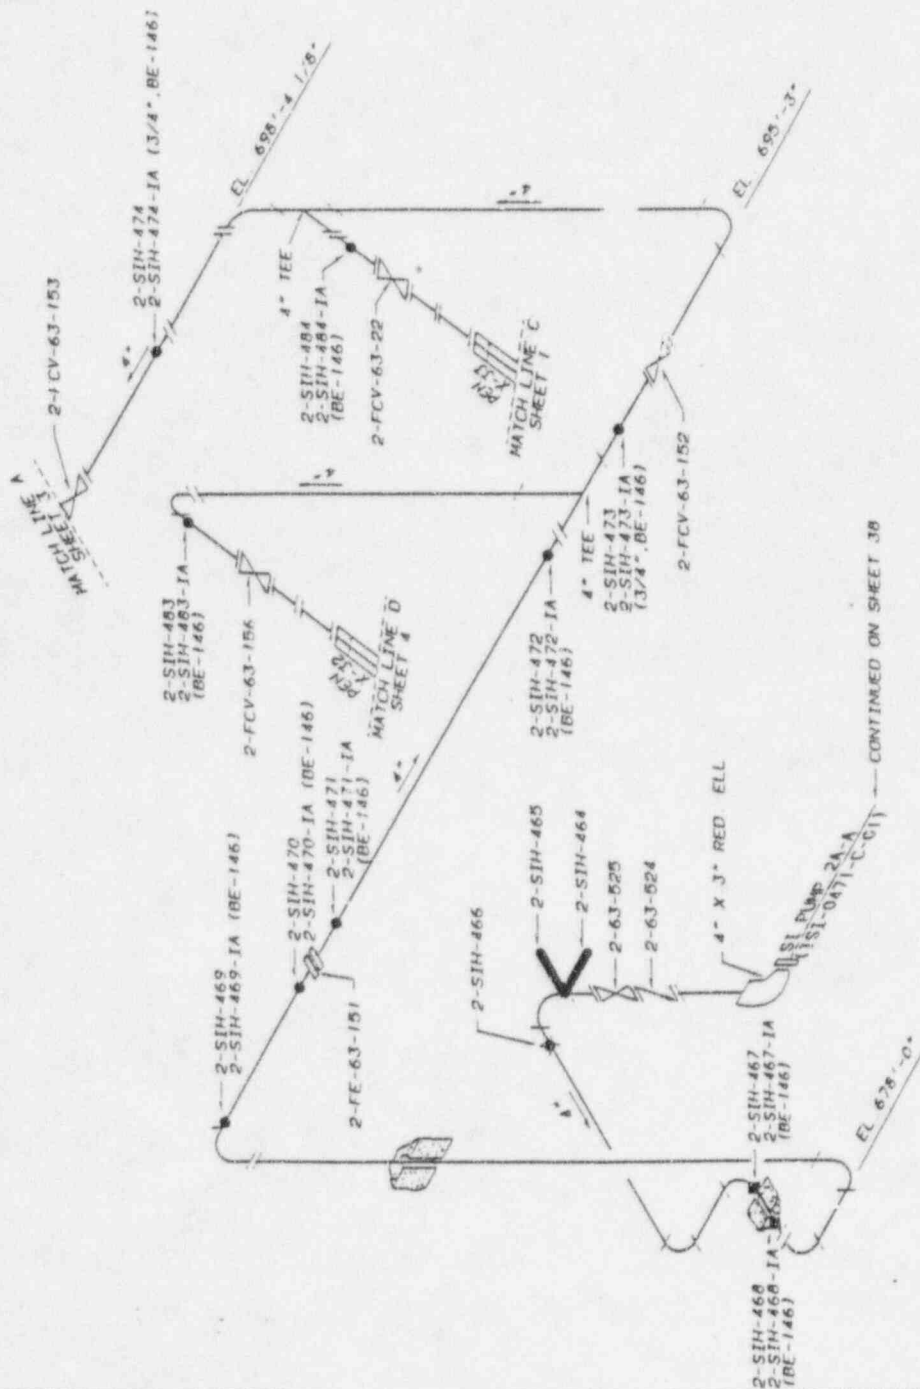 MATCH LINE A
SHEET 3
2-FCV-63-153
2-SIH-474
2-SIH-474-IA (3/4", BE-146)
EL 698'-4 1/8"
4"
4" TEE
2-SIH-484
2-SIH-484-IA
(BE-146)
2-FCV-63-22
MATCH LINE C
SHEET 1
4"
EL 695'-3"
2-SIH-483
2-SIH-483-IA
(BE-146)
2-FCV-63-156
MATCH LINE D
SHEET 4
4"
4" TEE
2-SIH-473
2-SIH-473-IA
(3/4", BE-146)
2-FCV-63-152
2-SIH-472
2-SIH-472-IA
(BE-146)
2-SIH-469
2-SIH-469-IA (BE-146)
2-SIH-470
2-SIH-470-IA (BE-146)
2-SIH-471
2-SIH-471-IA
(BE-146)
4"
2-FE-63-151
2-SIH-466
2-SIH-465
2-SIH-464
2-63-525
2-63-524
4" X 3" RED. ELL
SI PUMP 2A-A
CONTINUED ON SHEET 38
4"
2-SIH-467
2-SIH-467-IA
(BE-146)
EL 678'-0"
2-SIH-468
2-SIH-468-IA
(BE-146)